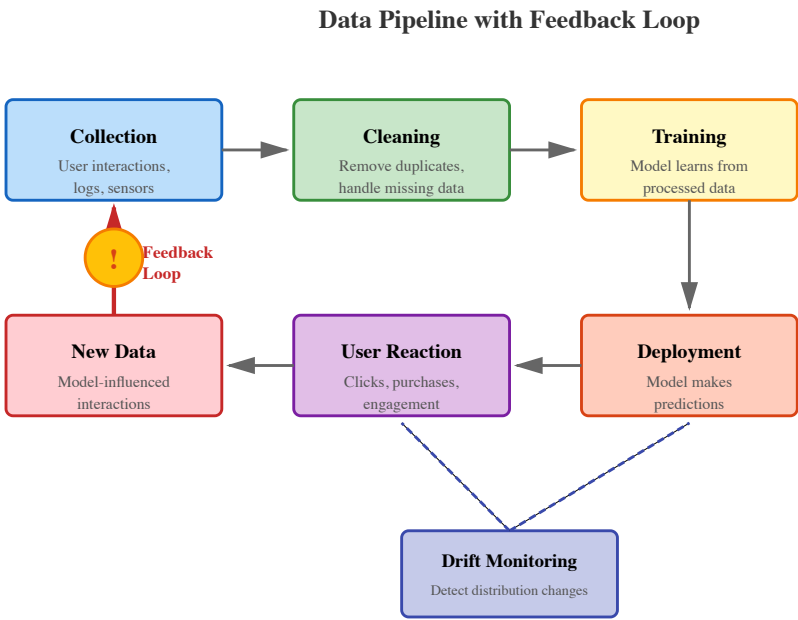 Data Pipeline with Feedback Loop
Collection
User interactions,
logs, sensors
Cleaning
Remove duplicates,
handle missing data
Training
Model learns from
processed data
!
Feedback
Loop
New Data
Model-influenced
interactions
User Reaction
Clicks, purchases,
engagement
Deployment
Model makes
predictions
Drift Monitoring
Detect distribution changes